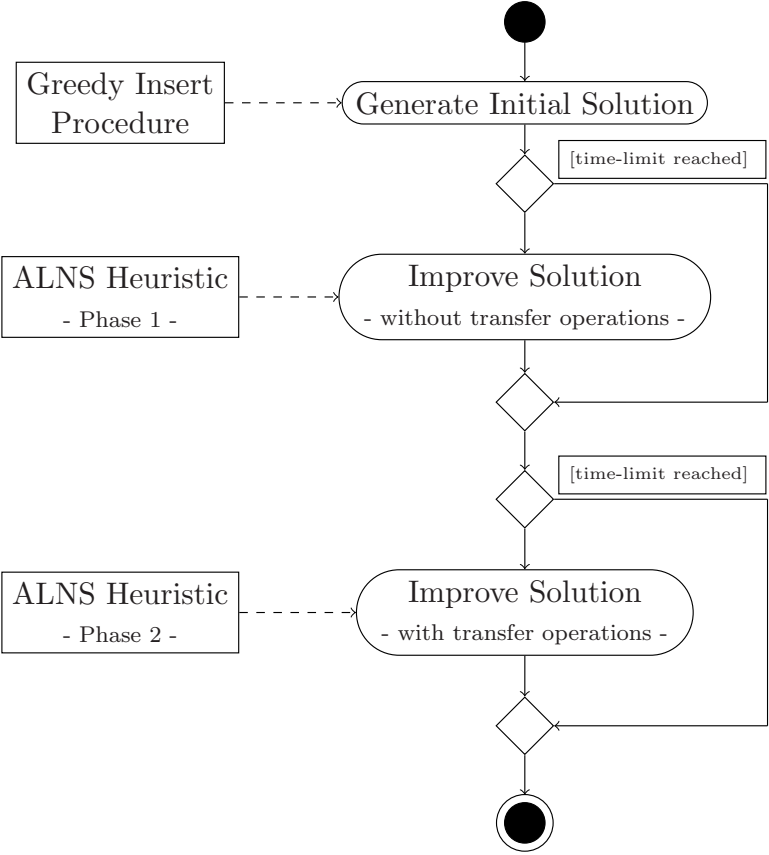 Greedy Insert
Procedure
Generate Initial Solution
[time-limit reached]
ALNS Heuristic
- Phase 1 -
Improve Solution
- without transfer operations -
[time-limit reached]
ALNS Heuristic
- Phase 2 -
Improve Solution
- with transfer operations -